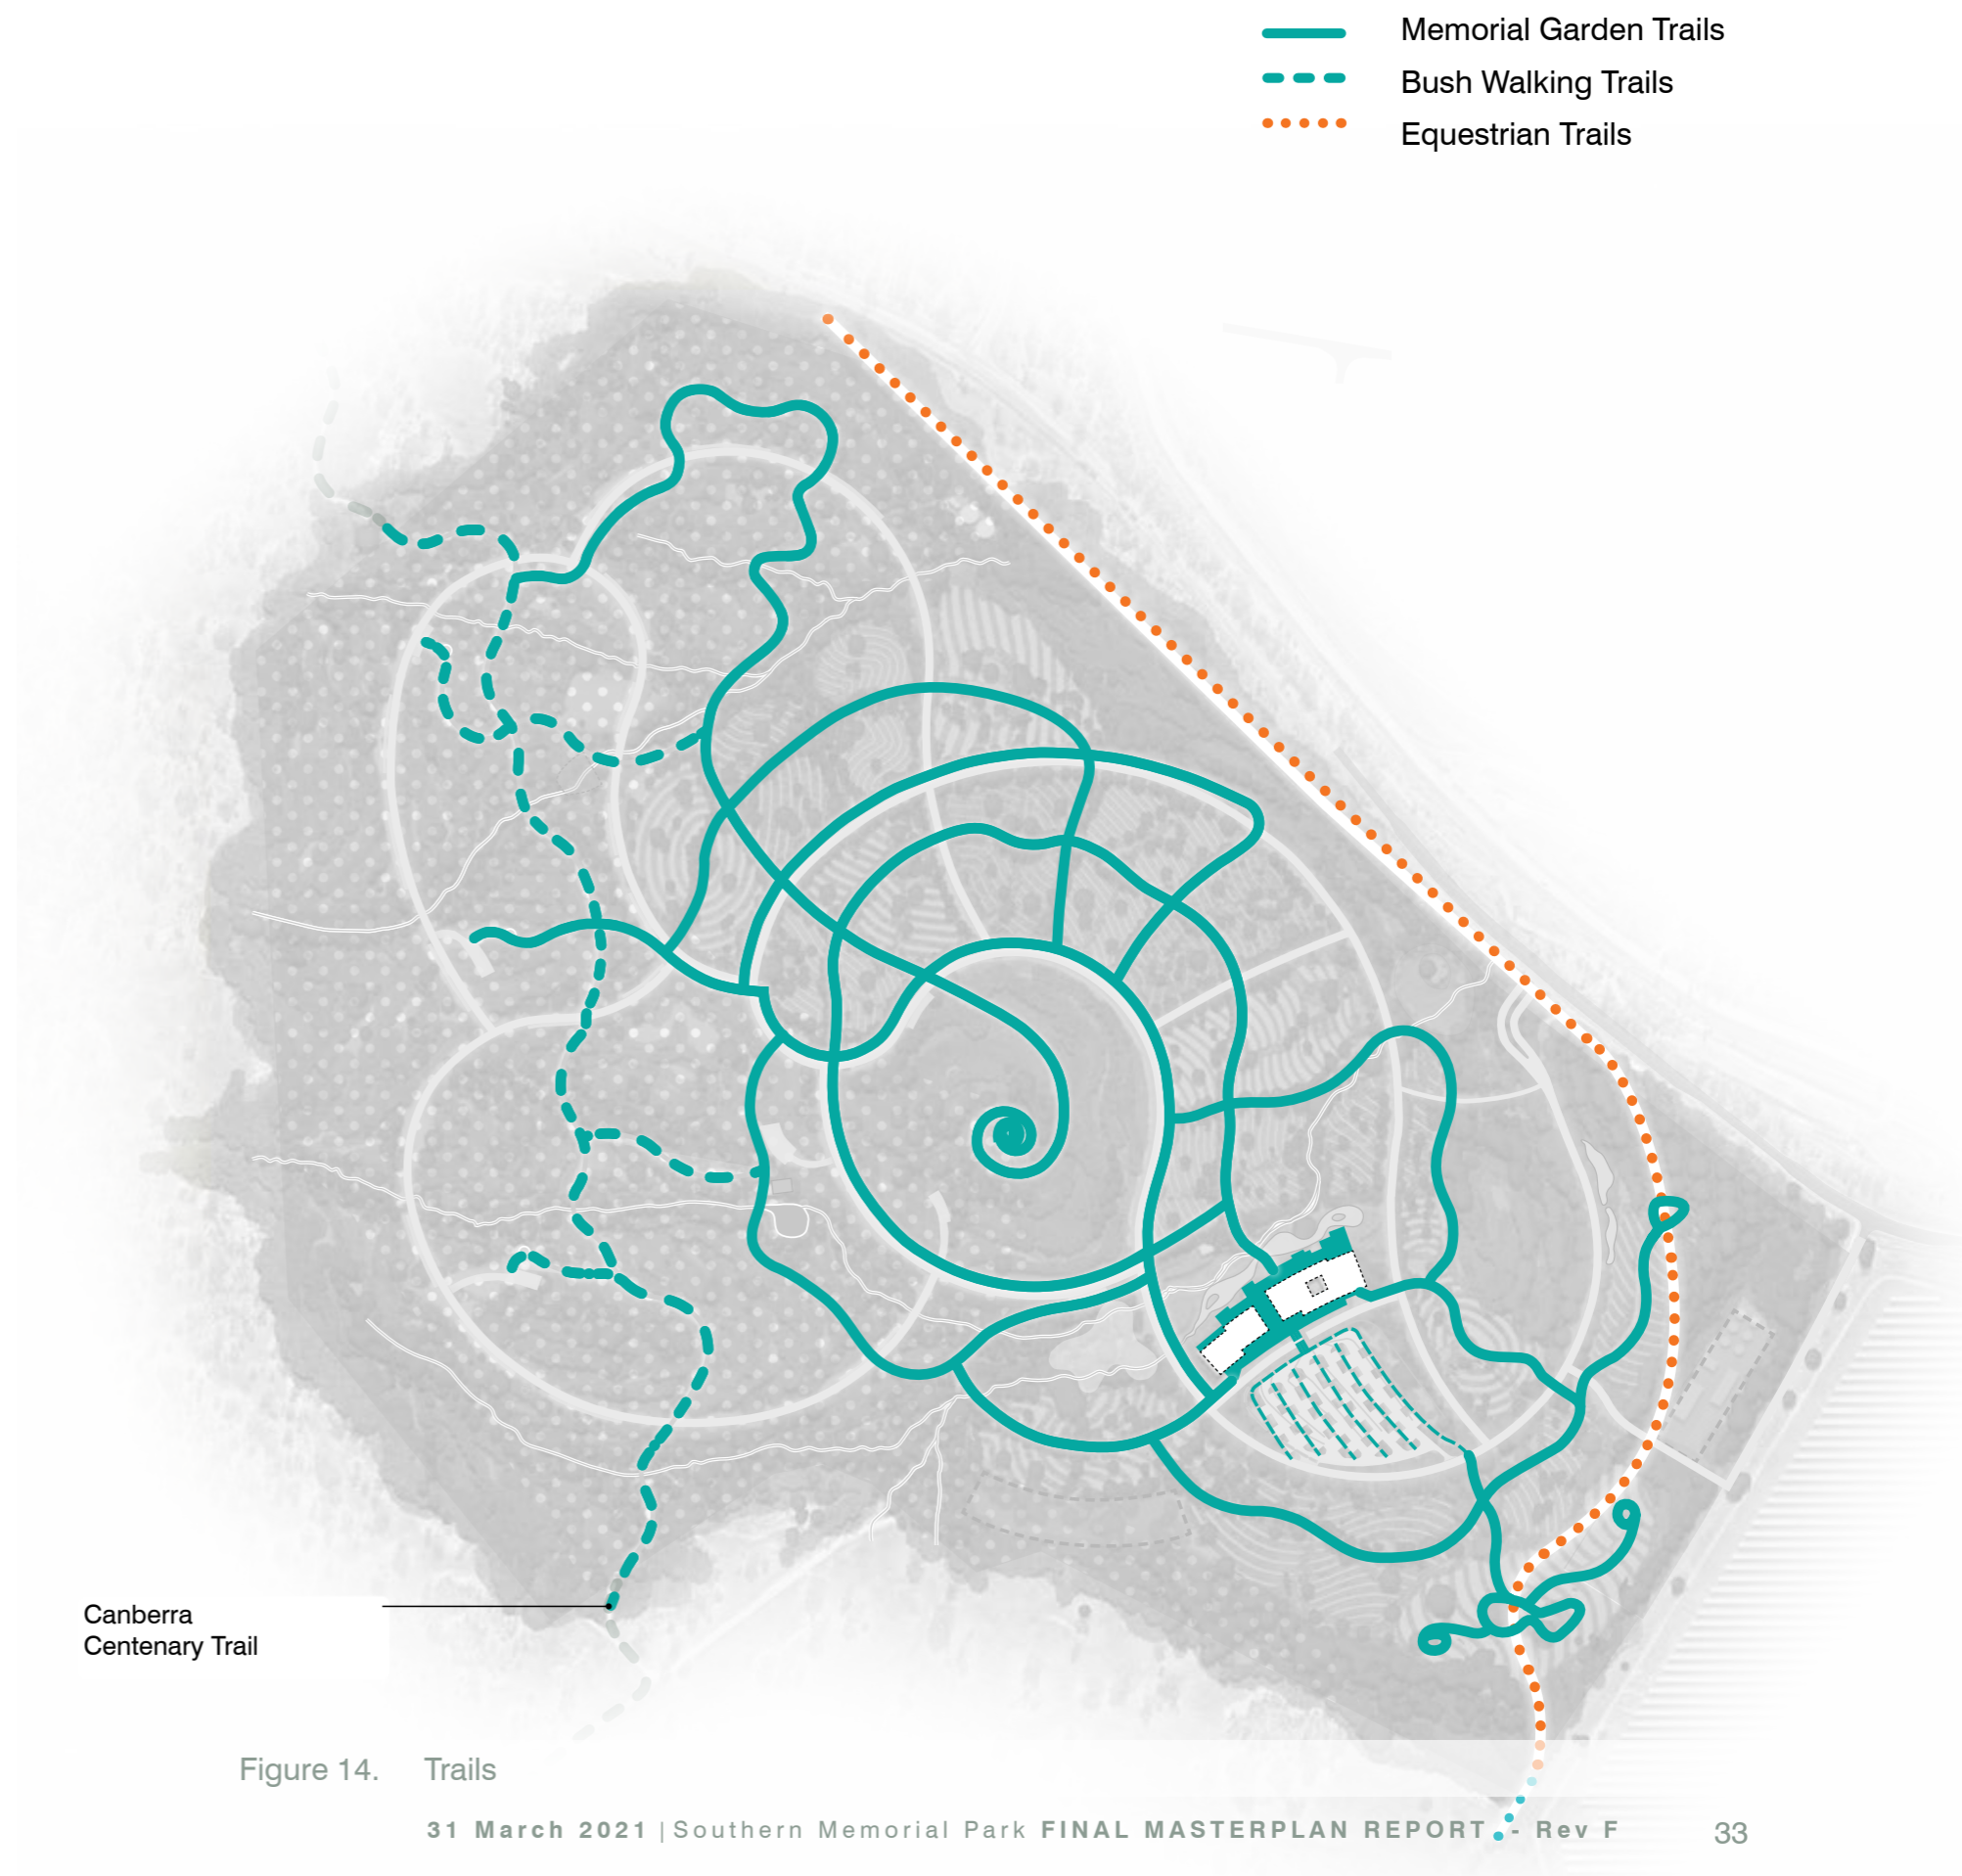 Memorial Garden Trails
Bush Walking Trails
Equestrian Trails
Canberra
Centenary Trail
Figure 14. Trails
31 March 2021 | Southern Memorial Park FINAL MASTERPLAN REPORT - Rev F 33